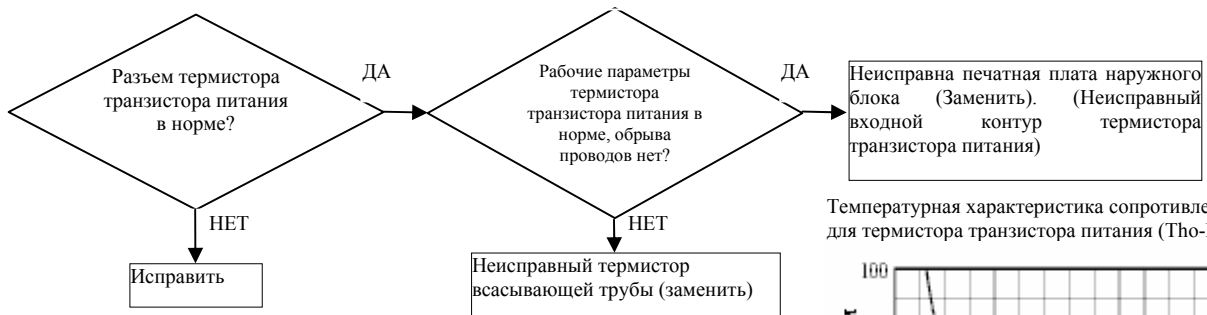 Разъем термистора
транзистора питания
в норме?
ДА
НЕТ
Исправить
Рабочие параметры
термистора
транзистора питания в
норме, обрыва
проводов нет?
ДА
НЕТ
Неисправный термистор
всасывающей трубы (заменить)
Неисправна печатная плата наружного
блока (Заменить). (Неисправный
входной контур термистора
транзистора питания)
Температурная характеристика сопротивле
для термистора транзистора питания (Tho-
100